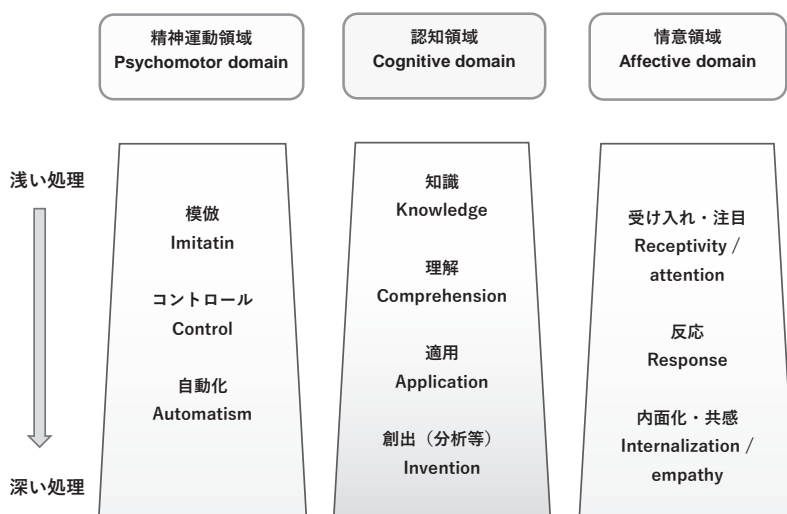 精神運動領域
Psychomotor domain
認知領域
Cognitive domain
情意領域
Affective domain
浅い処理
深い処理
模倣
Imitatin
コントロール
Control
自動化
Automatism
知識
Knowledge
理解
Comprehension
適用
Application
創出（分析等）
Invention
受け入れ・注目
Receptivity /
attention
反応
Response
内面化・共感
Internalization /
empathy